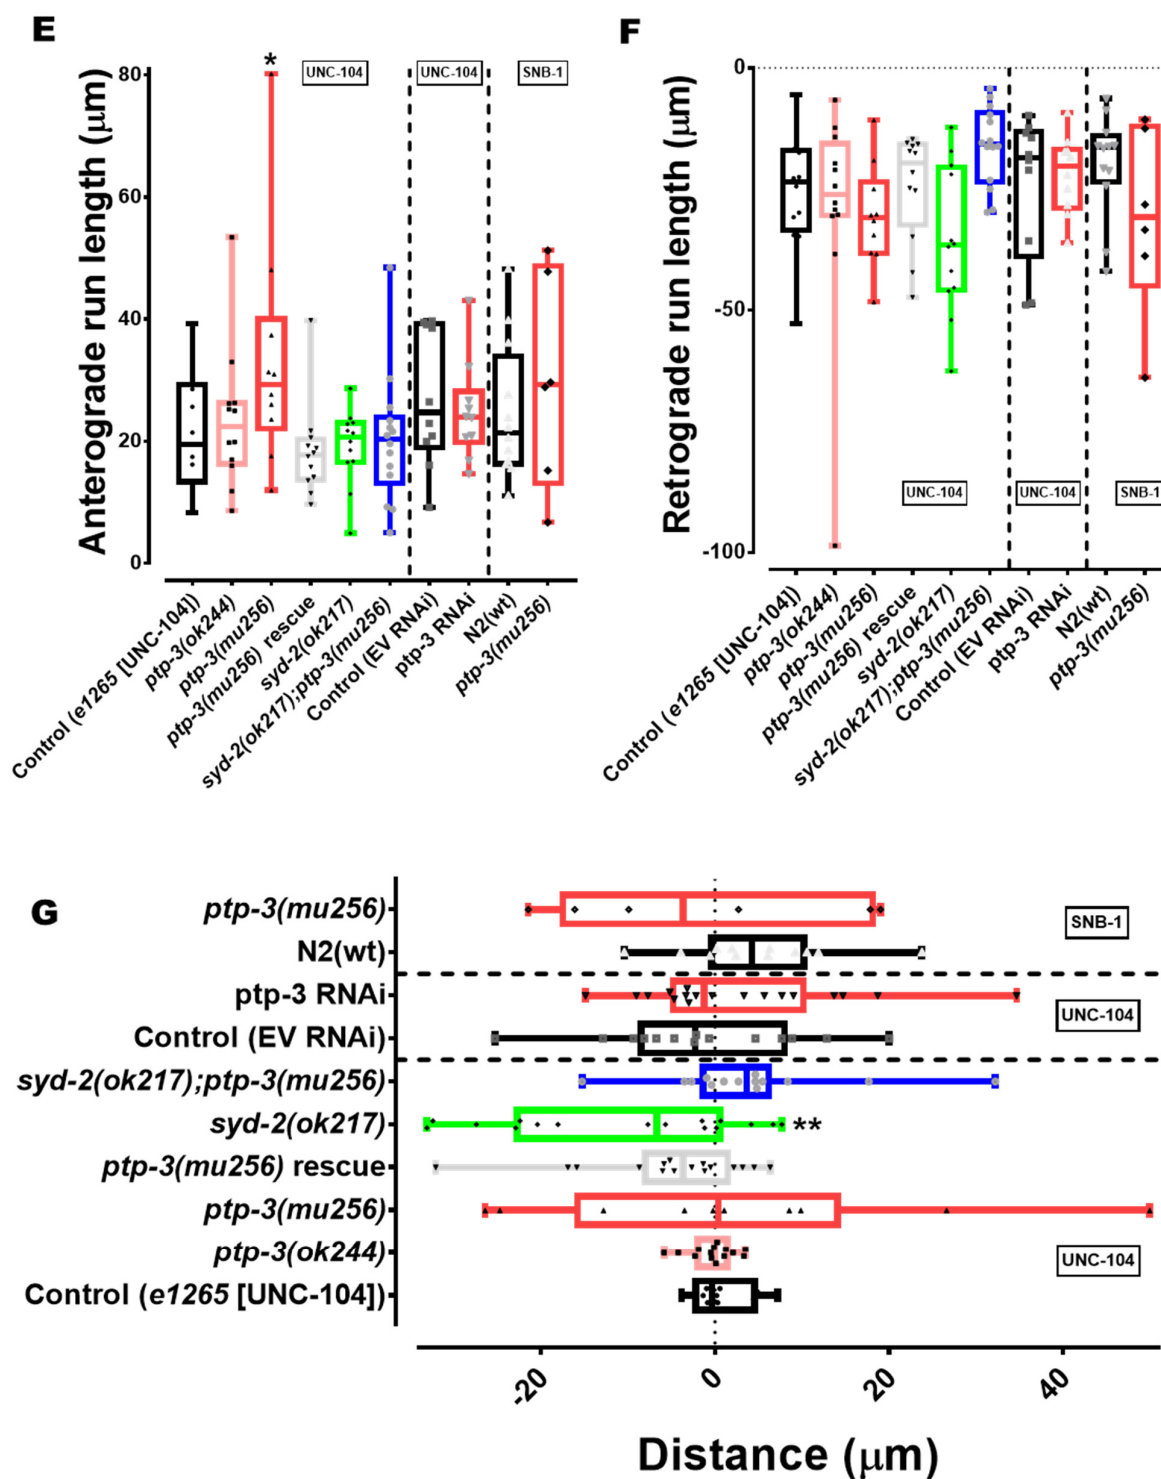 E
Anterograde run length (μm)
80
60
40
20
0
*
UNC-104
UNC-104
SNB-1
Control (e1265 [UNC-104])
ptp-3(ok244)
ptp-3(mu256)
ptp-3(mu256) rescue
syd-2(ok217)
syd-2(ok217);ptp-3(mu256)
Control (EV RNAi)
ptp-3 RNAi
N2(wt)
ptp-3(mu256)
F
Retrograde run length (μm)
0
-50
-100
UNC-104
UNC-104
SNB-1
Control (e1265 [UNC-104])
ptp-3(ok244)
ptp-3(mu256)
ptp-3(mu256) rescue
syd-2(ok217)
syd-2(ok217);ptp-3(mu256)
Control (EV RNAi)
ptp-3 RNAi
N2(wt)
ptp-3(mu256)
G
ptp-3(mu256)
N2(wt)
SNB-1
ptp-3 RNAi
Control (EV RNAi)
UNC-104
syd-2(ok217);ptp-3(mu256)
syd-2(ok217)
**
ptp-3(mu256) rescue
ptp-3(mu256)
ptp-3(ok244)
Control (e1265 [UNC-104])
UNC-104
-20
0
20
40
Distance (μm)